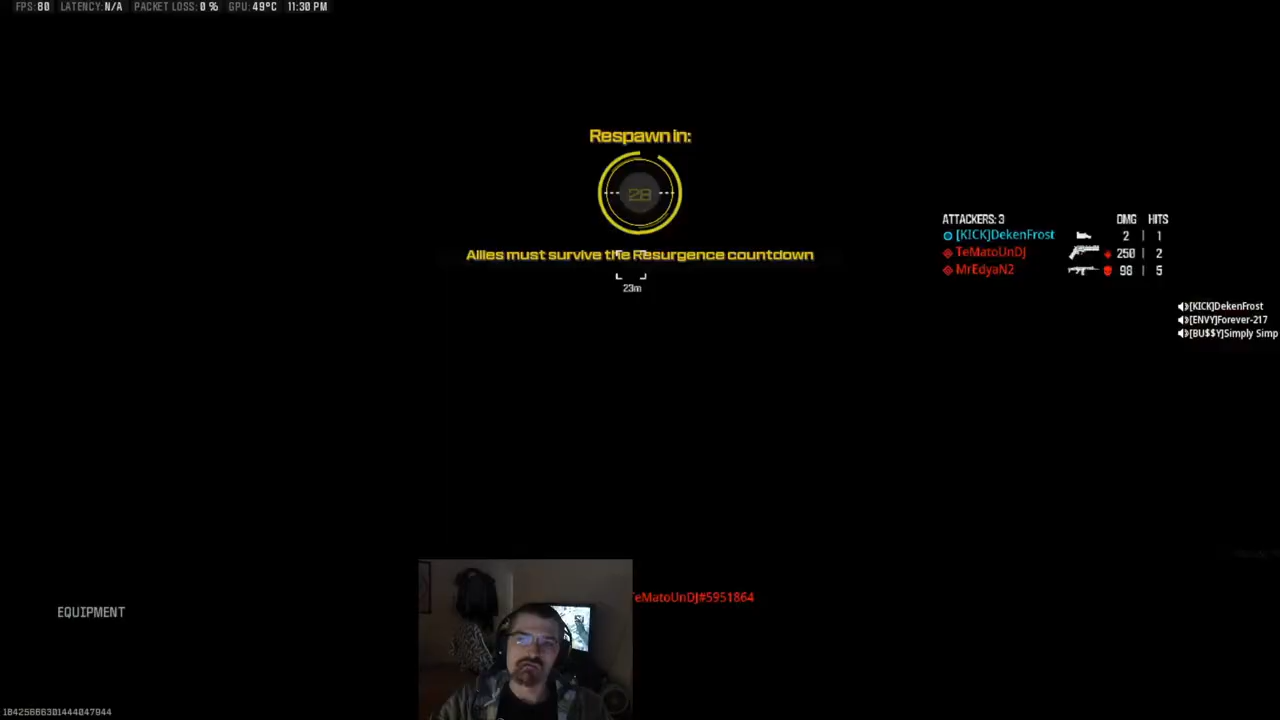 FPS: 80 LATENCY: N/A PACKET LOSS: 0 % GPU: 49°C 11:30 PM
Respawn in:
28
Allies must survive the Resurgence countdown
23m
ATTACKERS: 3 DMG HITS
[KICK]DekenFrost 2 | 1
TeMatoUnDJ 250 | 2
MrEdyaN2 98 | 5
[KICK]DekenFrost
[ENVY]Forever-217
[BU$$Y]Simply Simp
TeMatoUnDJ#5951864
EQUIPMENT